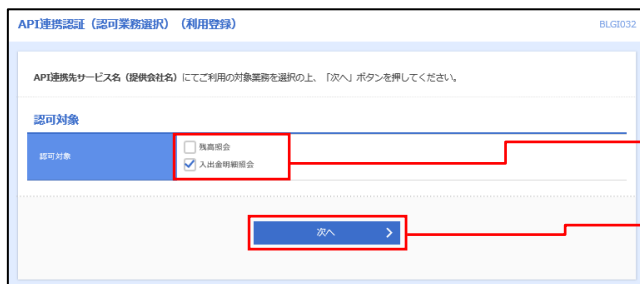 API連携認証（認可業務選択）（利用登録）
BLGI032
API連携先サービス名（提供会社名）にてご利用の対象業務を選択の上、「次へ」ボタンを押してください。
認可対象
認可対象
残高照会
入出金明細照会
次へ